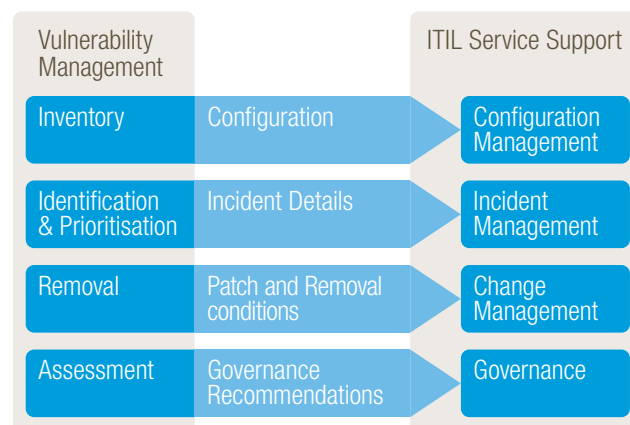 Vulnerability
Management
ITIL Service Support
Inventory
Configuration
Configuration
Management
Identification
& Prioritisation
Incident Details
Incident
Management
Removal
Patch and Removal
conditions
Change
Management
Assessment
Governance
Recommendations
Governance